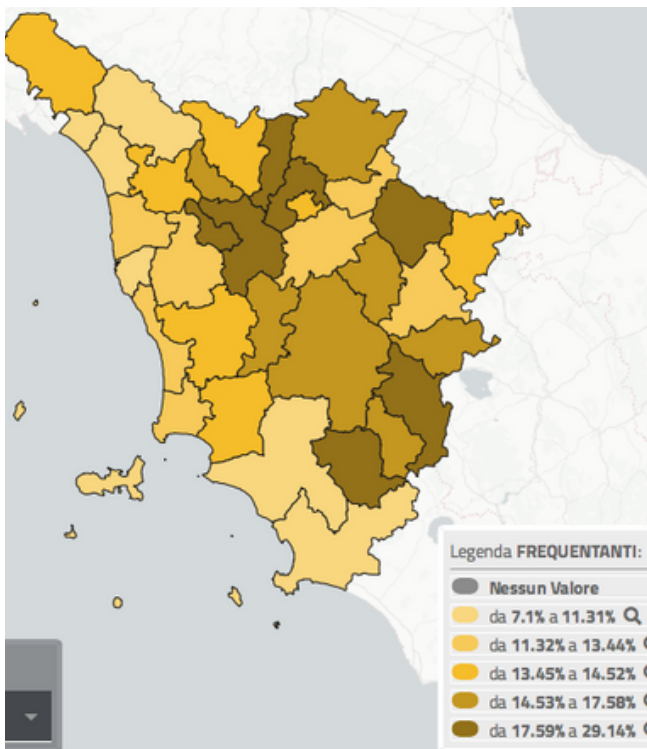 Legenda FREQUENTANTI:
Nessun Valore
da 7.1% a 11.31%
da 11.32% a 13.44%
da 13.45% a 14.52%
da 14.53% a 17.58%
da 17.59% a 29.14%